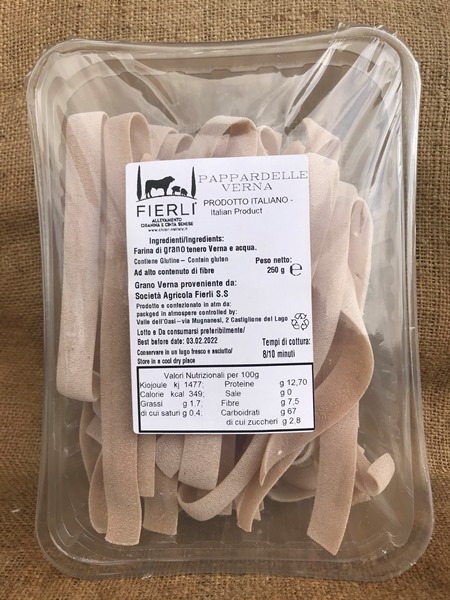 PAPPARDELLE
VERNA
FIERLI
ALLEVAMENTO
CHIANINA E CINTA SENESE
PRODOTTO ITALIANO -
Italian Product
Ingredienti/Ingredients:
Farina di grano tenero Verna e acqua.
Contiene Glutine – Contein gluten
Ad alto contenuto di fibre
Peso netto:
250 g ℮
Grano Verna proveniente da:
Società Agricola Fierli S.S
Prodotto e confezionato in atm da:
packged in atmospere controlled by:
Valle dell'Oasi – via Mugnanesi, 2 Castiglione del Lago
Lotto e Da consumarsi preferibilmente/
Best before date: 03.02.2022
Conservare in un logo fresco e asciutto/
Store in a cool dry place
Tempi di cottura:
8/10 minuti
Valori Nutrizionali per 100g
Kiojoule kj 1477; Proteine g 12,70
Calorie kcal 349; Sale g 0
Grassi g 1,7; Fibre g 7,5
di cui saturi g 0,4; Carboidrati g 67
di cui zuccheri g 2.8